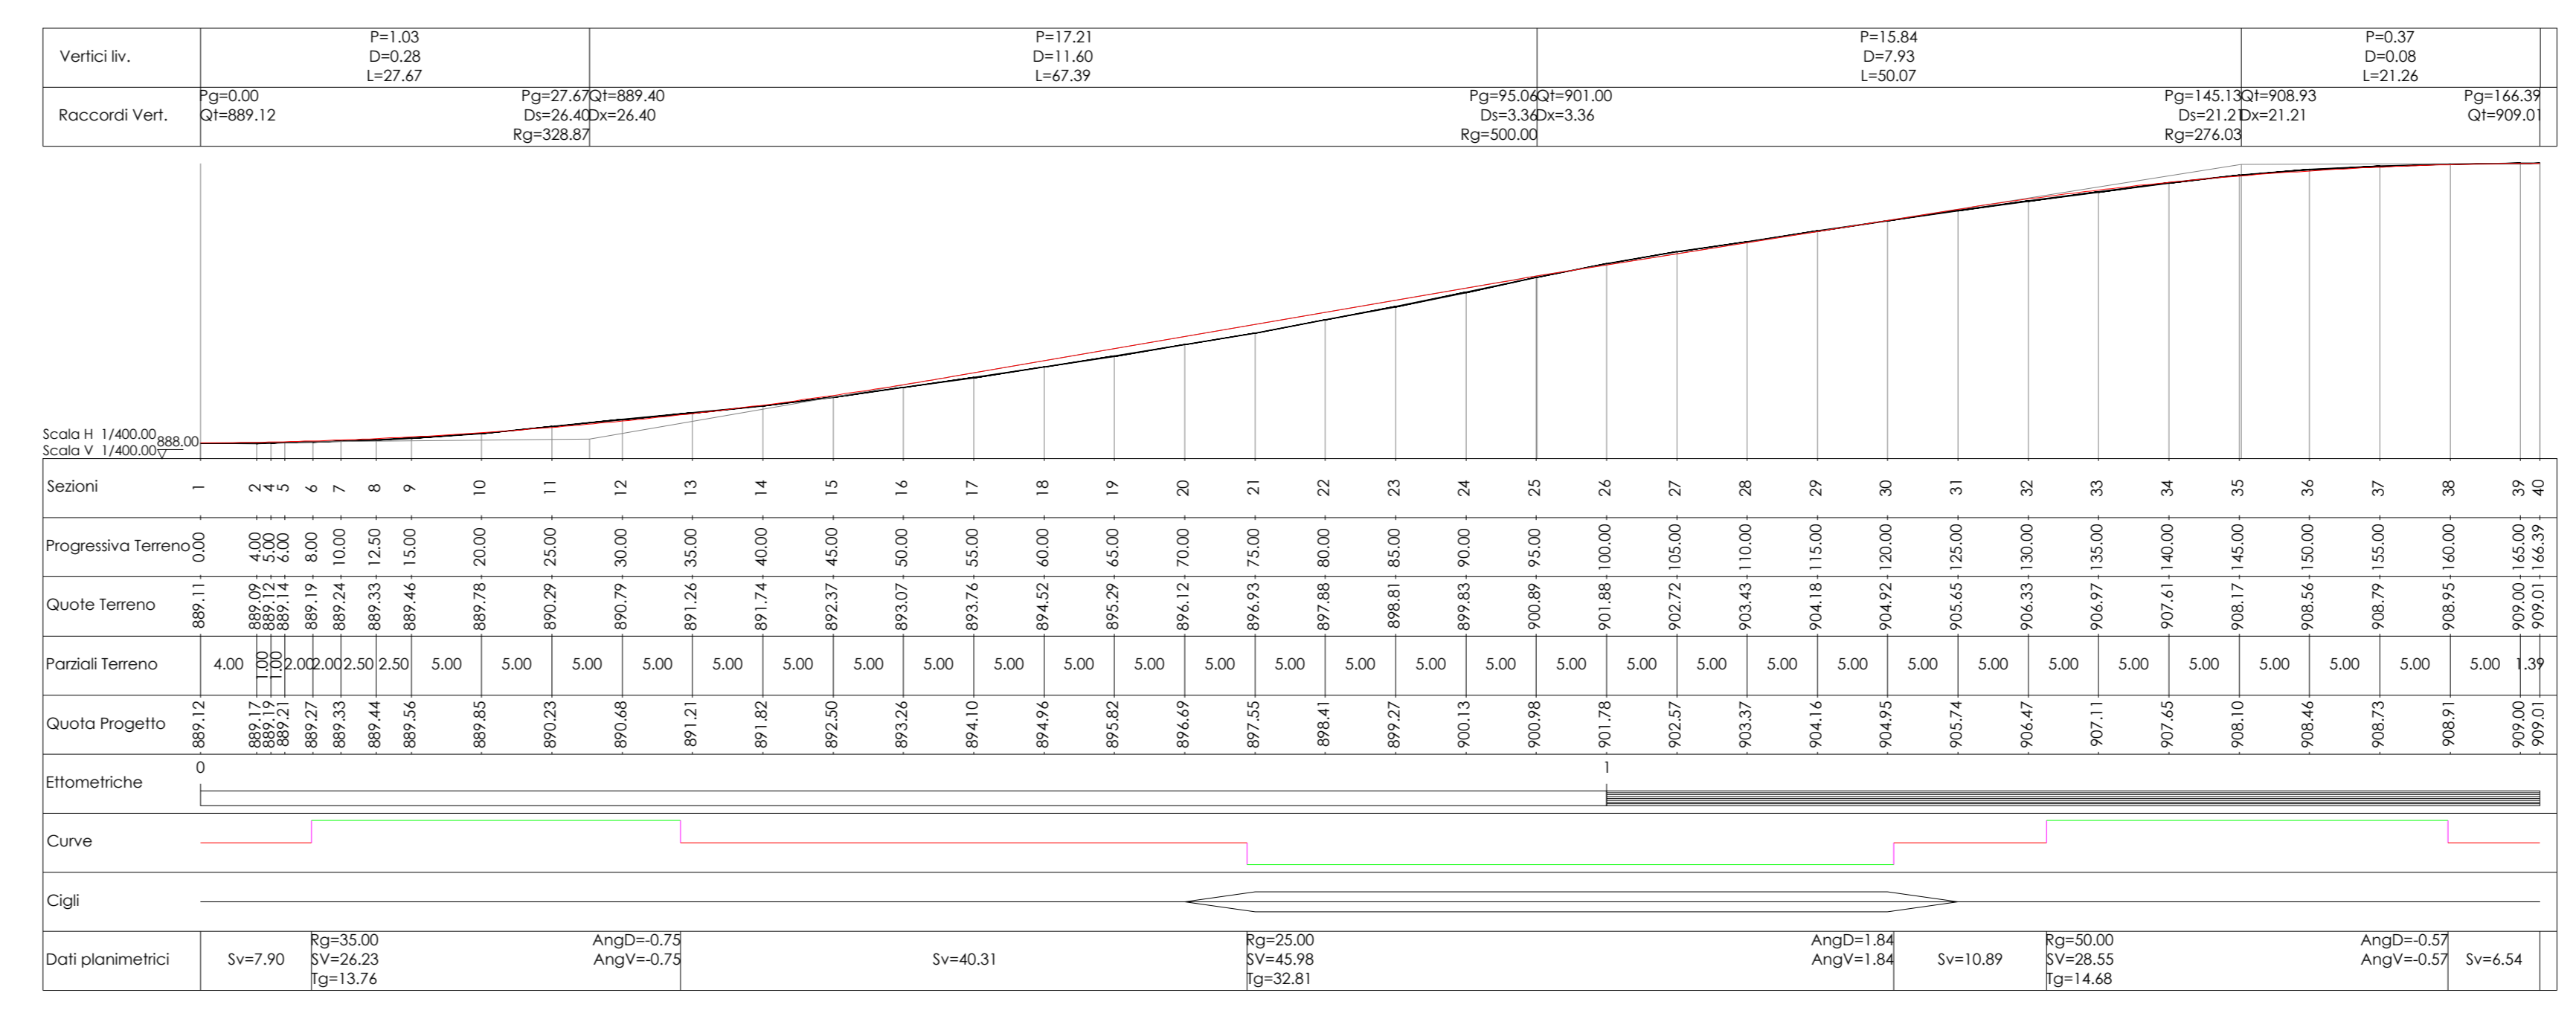 Vertici liv.
P=1.03
D=0.28
L=27.67
P=17.21
D=11.60
L=67.39
P=15.84
D=7.93
L=50.07
P=0.37
D=0.08
L=21.26
Raccordi Vert.
Pg=0.00
Qt=889.12
Pg=27.67
Ds=26.40
Rg=328.87
Qt=889.40
Dx=26.40
Pg=95.06
Ds=3.36
Rg=500.00
Qt=901.00
Dx=3.36
Pg=145.13
Ds=21.21
Rg=276.03
Qt=908.93
Dx=21.21
Pg=166.39
Qt=909.01
Scala H 1/400.00
Scala V 1/400.00
888.00
Sezioni 1 2 4 5 6 7 8 9 10 11 12 13 14 15 16 17 18 19 20 21 22 23 24 25 26 27 28 29 30 31 32 33 34 35 36 37 38 39 40
Progressiva Terreno 0.00 4.00 5.00 6.00 8.00 10.00 12.50 15.00 20.00 25.00 30.00 35.00 40.00 45.00 50.00 55.00 60.00 65.00 70.00 75.00 80.00 85.00 90.00 95.00 100.00 105.00 110.00 115.00 120.00 125.00 130.00 135.00 140.00 145.00 150.00 155.00 160.00 165.00 166.39
Quote Terreno 889.11 889.09 889.12 889.14 889.19 889.24 889.33 889.46 889.78 890.29 890.79 891.26 891.74 892.37 893.07 893.76 894.52 895.29 896.12 896.93 897.88 898.81 899.83 900.89 901.88 902.72 903.43 904.18 904.92 905.65 906.33 906.97 907.61 908.17 908.56 908.79 908.95 909.00 909.01
Parziali Terreno 4.00 1.00 1.00 2.00 2.00 2.50 2.50 5.00 5.00 5.00 5.00 5.00 5.00 5.00 5.00 5.00 5.00 5.00 5.00 5.00 5.00 5.00 5.00 5.00 5.00 5.00 5.00 5.00 5.00 5.00 5.00 5.00 5.00 5.00 5.00 5.00 5.00 1.39
Quota Progetto 889.12 889.17 889.19 889.21 889.27 889.33 889.44 889.56 889.85 890.23 890.68 891.21 891.82 892.50 893.26 894.10 894.96 895.82 896.69 897.55 898.41 899.27 900.13 900.98 901.78 902.57 903.37 904.16 904.95 905.74 906.47 907.11 907.65 908.10 908.46 908.73 908.91 909.00 909.01
Ettometriche 0 1
Curve
Cigli
Dati planimetrici
Sv=7.90
Rg=35.00
SV=26.23
Tg=13.76
AngD=-0.75
AngV=-0.75
Sv=40.31
Rg=25.00
SV=45.98
Tg=32.81
AngD=1.84
AngV=1.84
Sv=10.89
Rg=50.00
SV=28.55
Tg=14.68
AngD=-0.57
AngV=-0.57
Sv=6.54